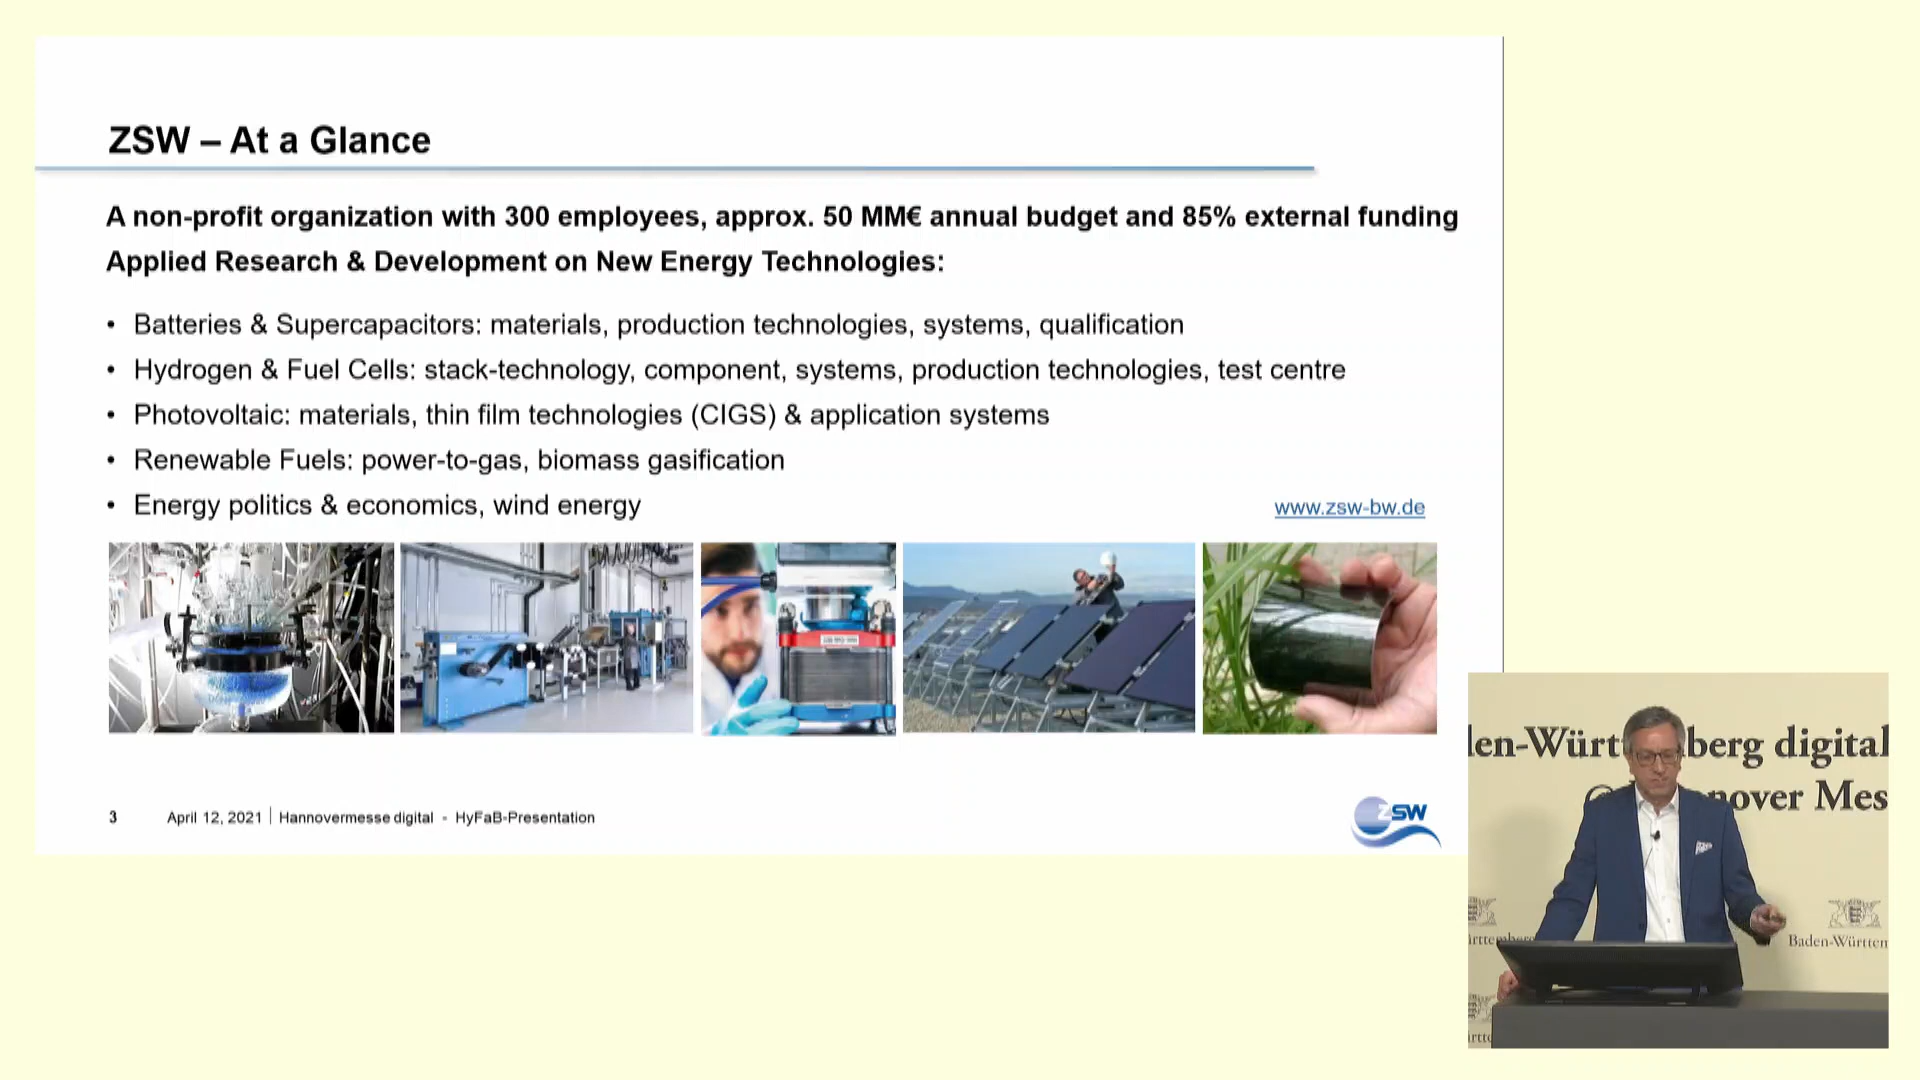 ZSW – At a Glance
A non-profit organization with 300 employees, approx. 50 MM€ annual budget and 85% external funding
Applied Research & Development on New Energy Technologies:
• Batteries & Supercapacitors: materials, production technologies, systems, qualification
• Hydrogen & Fuel Cells: stack-technology, component, systems, production technologies, test centre
• Photovoltaic: materials, thin film technologies (CIGS) & application systems
• Renewable Fuels: power-to-gas, biomass gasification
• Energy politics & economics, wind energy
www.zsw-bw.de
3 April 12, 2021 | Hannovermesse digital - HyFaB-Presentation
ZSW
den-Würt berg digital
@ nover Mes
rttemberg
Baden-Württem
rtte